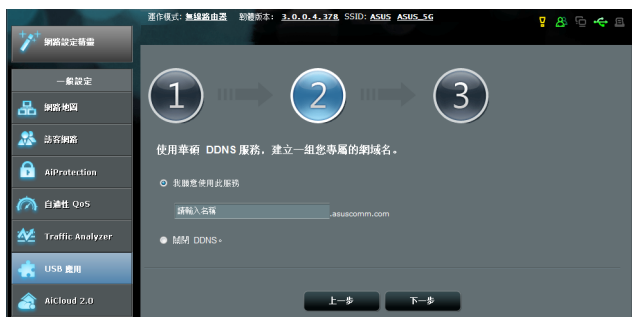 運作模式: 無線路由器 韌體版本: 3.0.0.4.378 SSID: ASUS ASUS_5G
網路設定精靈
一般設定
網路地圖
訪客網路
AiProtection
自適性 QoS
Traffic Analyzer
USB 應用
AiCloud 2.0
1
2
3
使用華碩 DDNS 服務，建立一組您專屬的網域名。
我願意使用此服務
請輸入名稱 .asuscomm.com
關閉 DDNS。
上一步 下一步